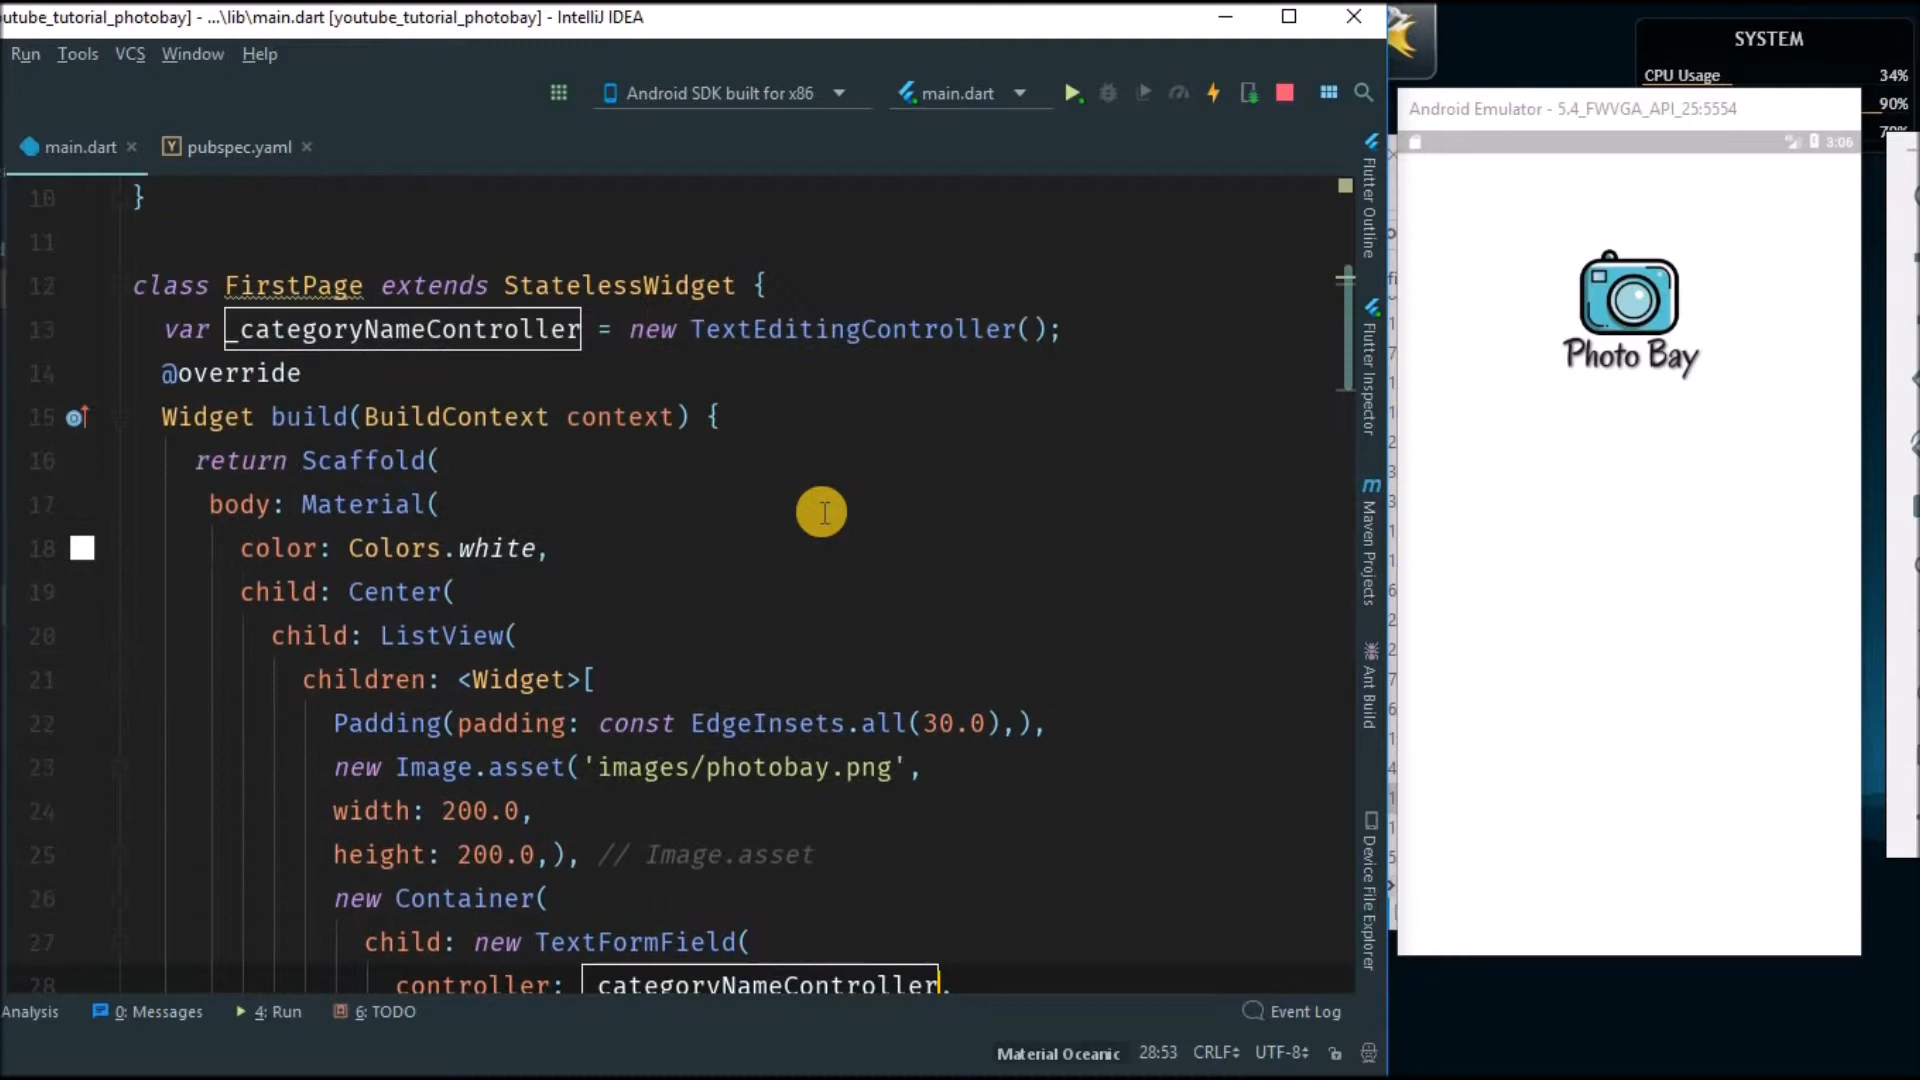 outube_tutorial_photobay] - ...\lib\main.dart [youtube_tutorial_photobay] - IntelliJ IDEA
Run Tools VCS Window Help
Android SDK built for x86 main.dart
main.dart pubspec.yaml
10 }
11
12 class FirstPage extends StatelessWidget {
13 var _categoryNameController = new TextEditingController();
14 @override
15 Widget build(BuildContext context) {
16 return Scaffold(
17 body: Material(
18 color: Colors.white,
19 child: Center(
20 child: ListView(
21 children: <Widget>[
22 Padding(padding: const EdgeInsets.all(30.0),),
23 new Image.asset('images/photobay.png',
24 width: 200.0,
25 height: 200.0,), // Image.asset
26 new Container(
27 child: new TextFormField(
28 controller: _categoryNameController,
Analysis 0: Messages 4: Run 6: TODO Event Log
Material Oceanic 28:53 CRLF UTF-8
Flutter Outline
Flutter Inspector
Maven Projects
Ant Build
Device File Explorer
SYSTEM
CPU Usage 34%
90%
Android Emulator - 5.4_FWVGA_API_25:5554
3:06
Photo Bay